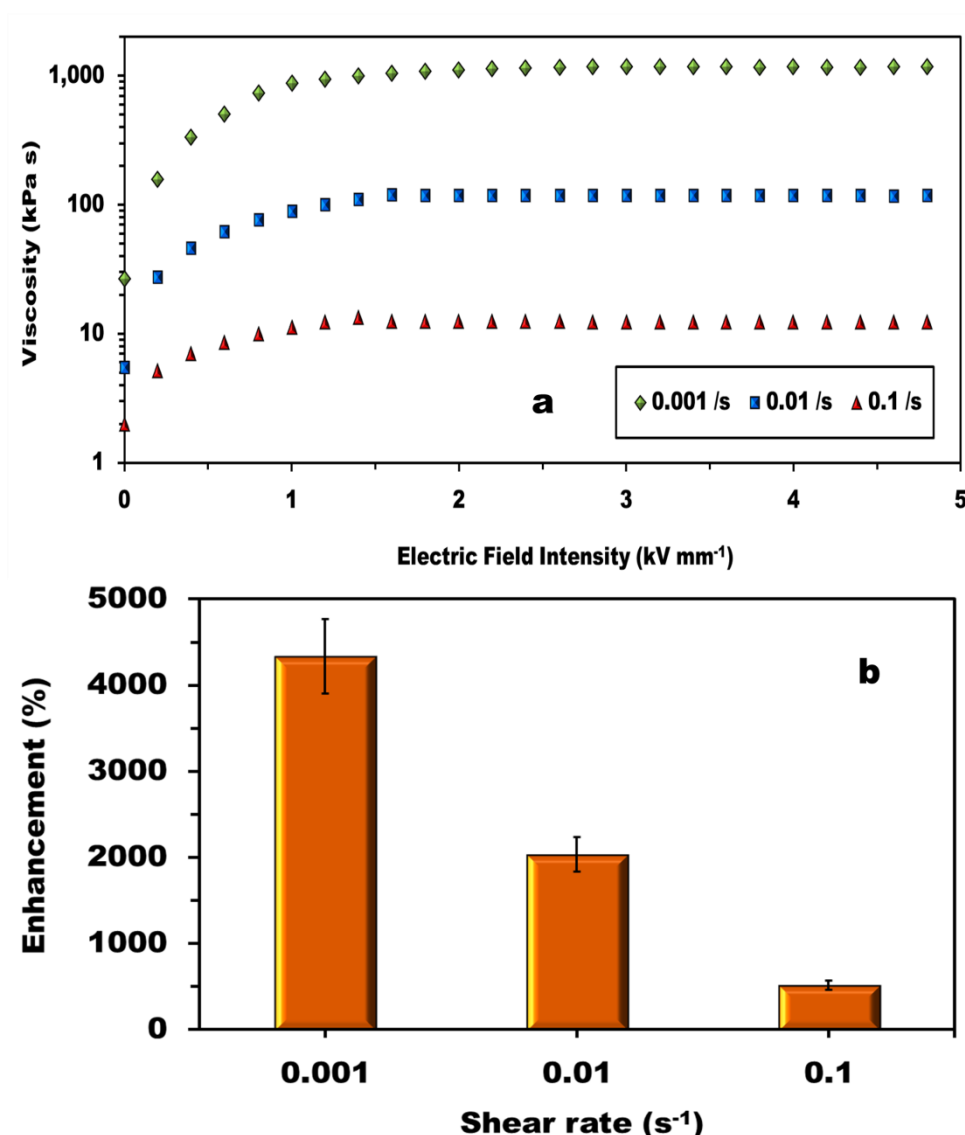 1,000
100
10
1
Viscosity (kPa s)
a
0.001 /s 0.01 /s 0.1 /s
0 1 2 3 4 5
Electric Field Intensity (kV mm⁻¹)
5000
4000
3000
2000
1000
0
Enhancement (%)
b
0.001 0.01 0.1
Shear rate (s⁻¹)